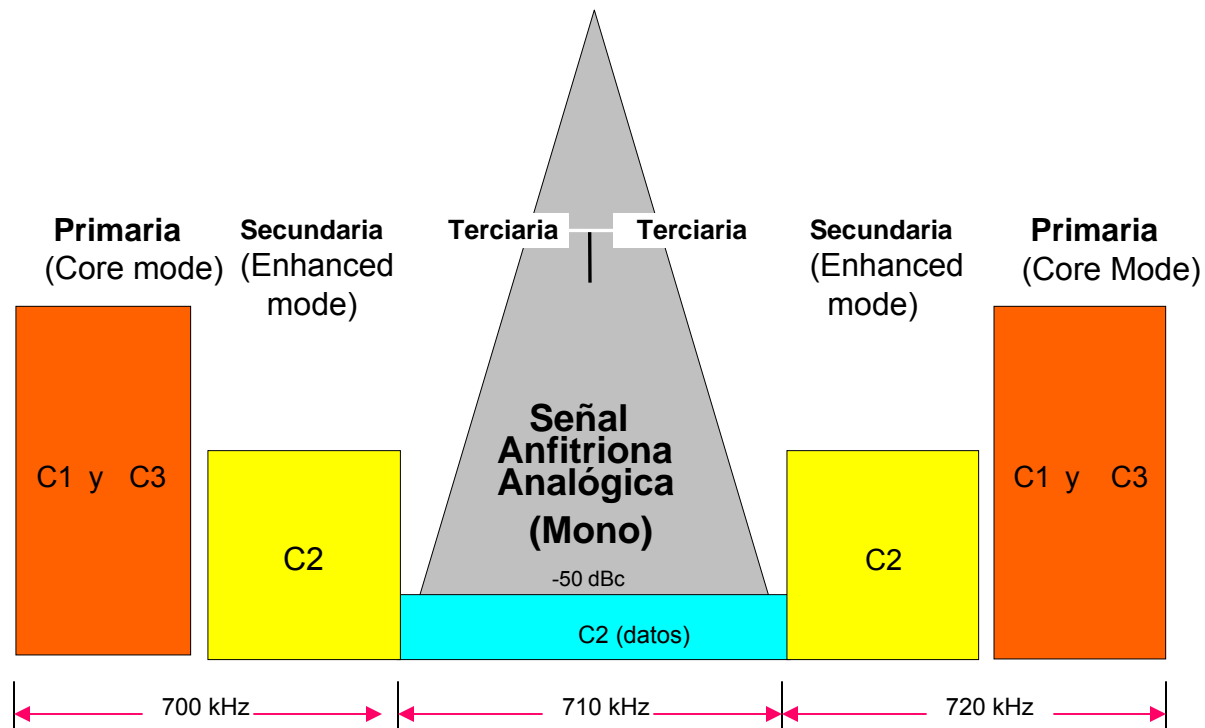 Primaria
(Core mode)
Secundaria
(Enhanced
mode)
Terciaria
Terciaria
Secundaria
(Enhanced
mode)
Primaria
(Core Mode)
C1 y C3
C2
Señal
Anfitriona
Analógica
(Mono)
-50 dBc
C2 (datos)
C2
C1 y C3
700 kHz
710 kHz
720 kHz